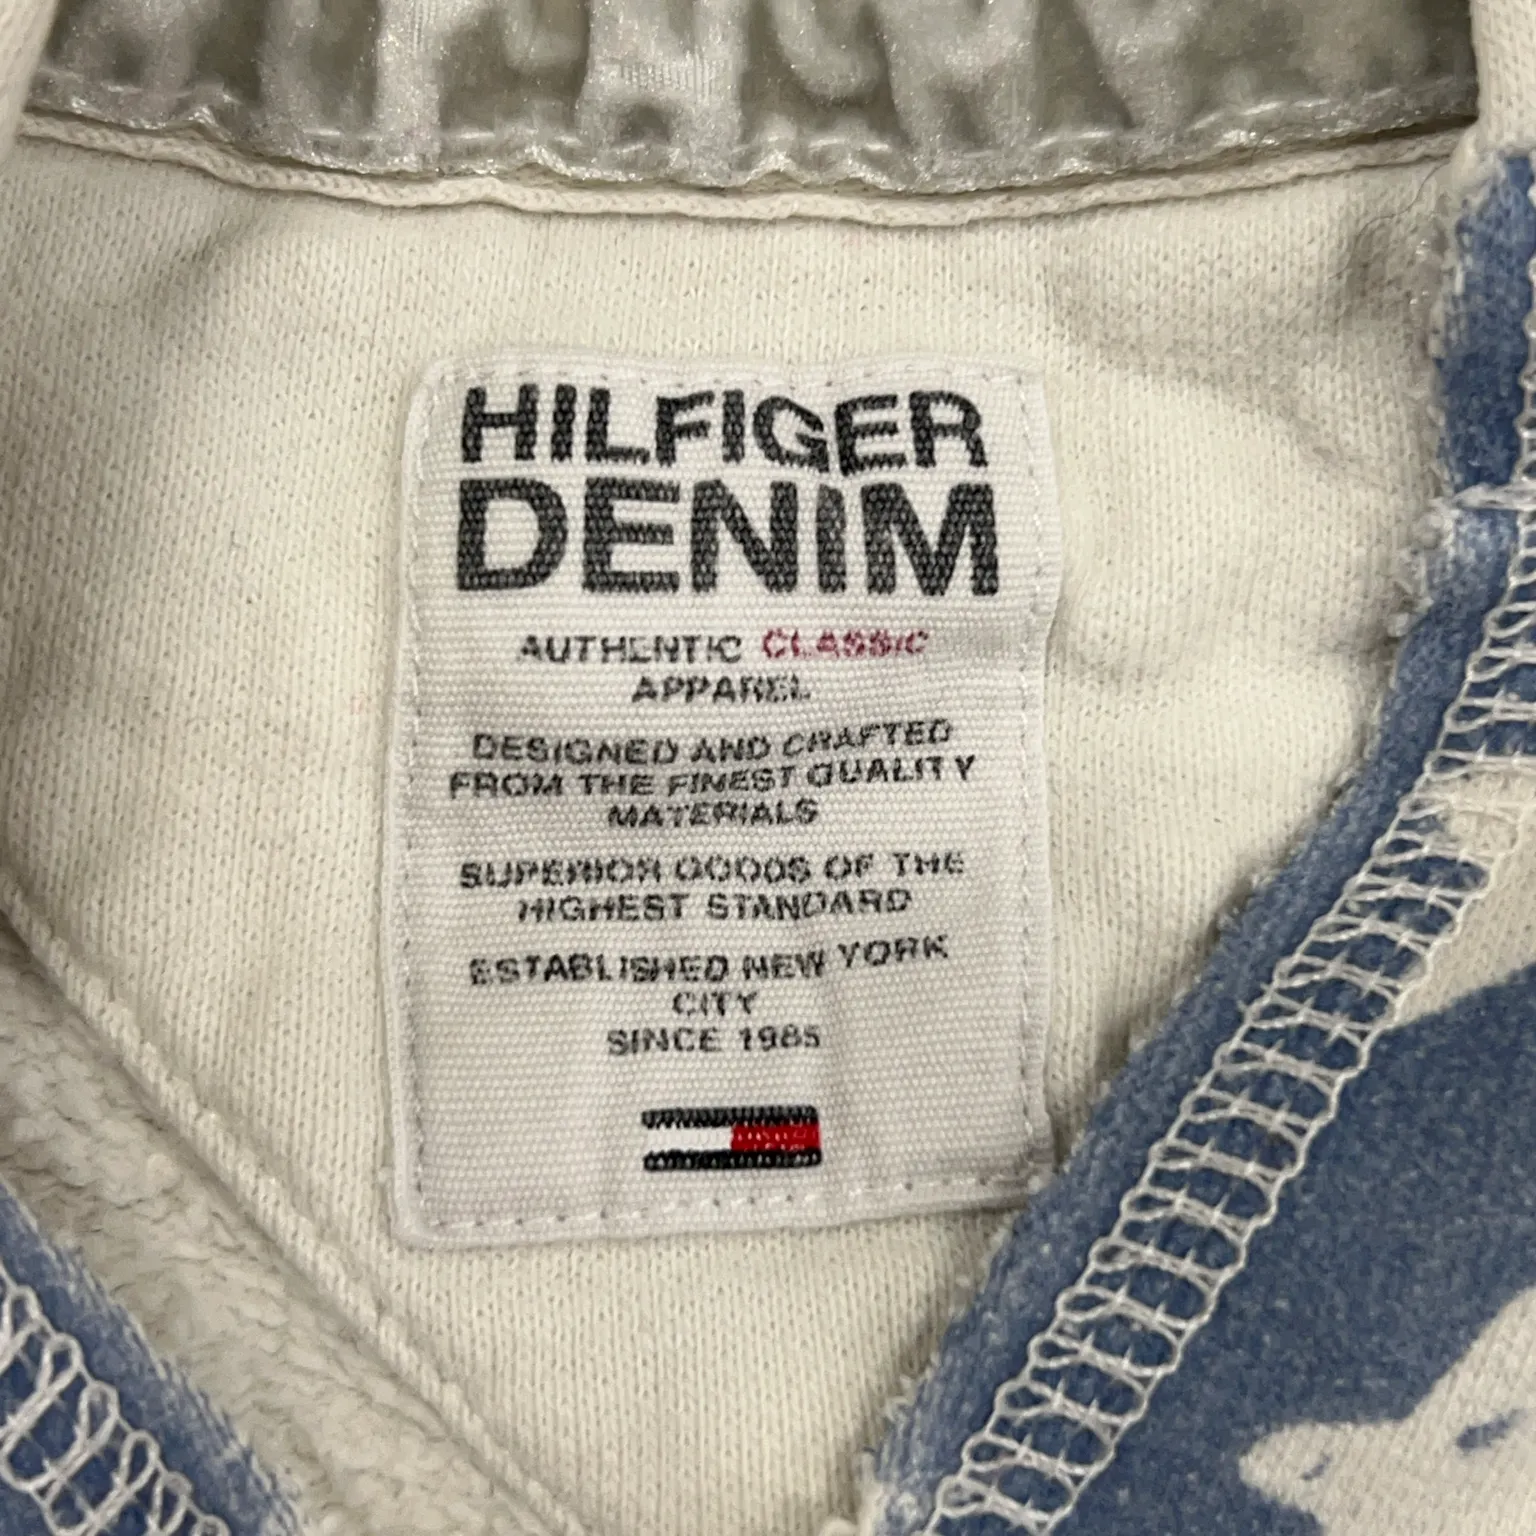 HILFIGER
DENIM
AUTHENTIC CLASSIC
APPAREL
DESIGNED AND CRAFTED
FROM THE FINEST QUALITY
MATERIALS
SUPERIOR GOODS OF THE
HIGHEST STANDARD
ESTABLISHED NEW YORK
CITY
SINCE 1985